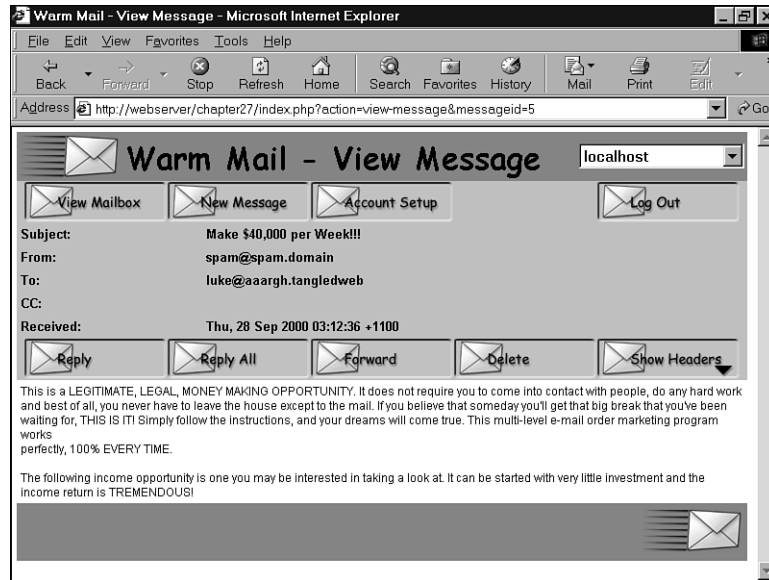 Warm Mail - View Message - Microsoft Internet Explorer
File Edit View Favorites Tools Help
Back Forward Stop Refresh Home Search Favorites History Mail Print Edit
Address http://webserver/chapter27/index.php?action=view-message&messageid=5 Go
Warm Mail - View Message localhost
View Mailbox New Message Account Setup Log Out
Subject: Make $40,000 per Week!!!
From: spam@spam.domain
To: luke@aaargh.tangledweb
CC:
Received: Thu, 28 Sep 2000 03:12:36 +1100
Reply Reply All Forward Delete Show Headers
This is a LEGITIMATE, LEGAL, MONEY MAKING OPPORTUNITY. It does not require you to come into contact with people, do any hard work
and best of all, you never have to leave the house except to the mail. If you believe that someday you'll get that big break that you've been
waiting for, THIS IS IT! Simply follow the instructions, and your dreams will come true. This multi-level e-mail order marketing program
works
perfectly, 100% EVERY TIME.
The following income opportunity is one you may be interested in taking a look at. It can be started with very little investment and the
income return is TREMENDOUS!